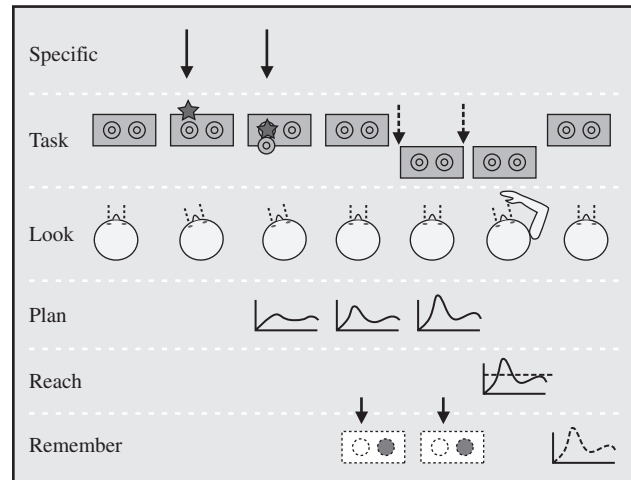 Specific
Task
Look
Plan
Reach
Remember